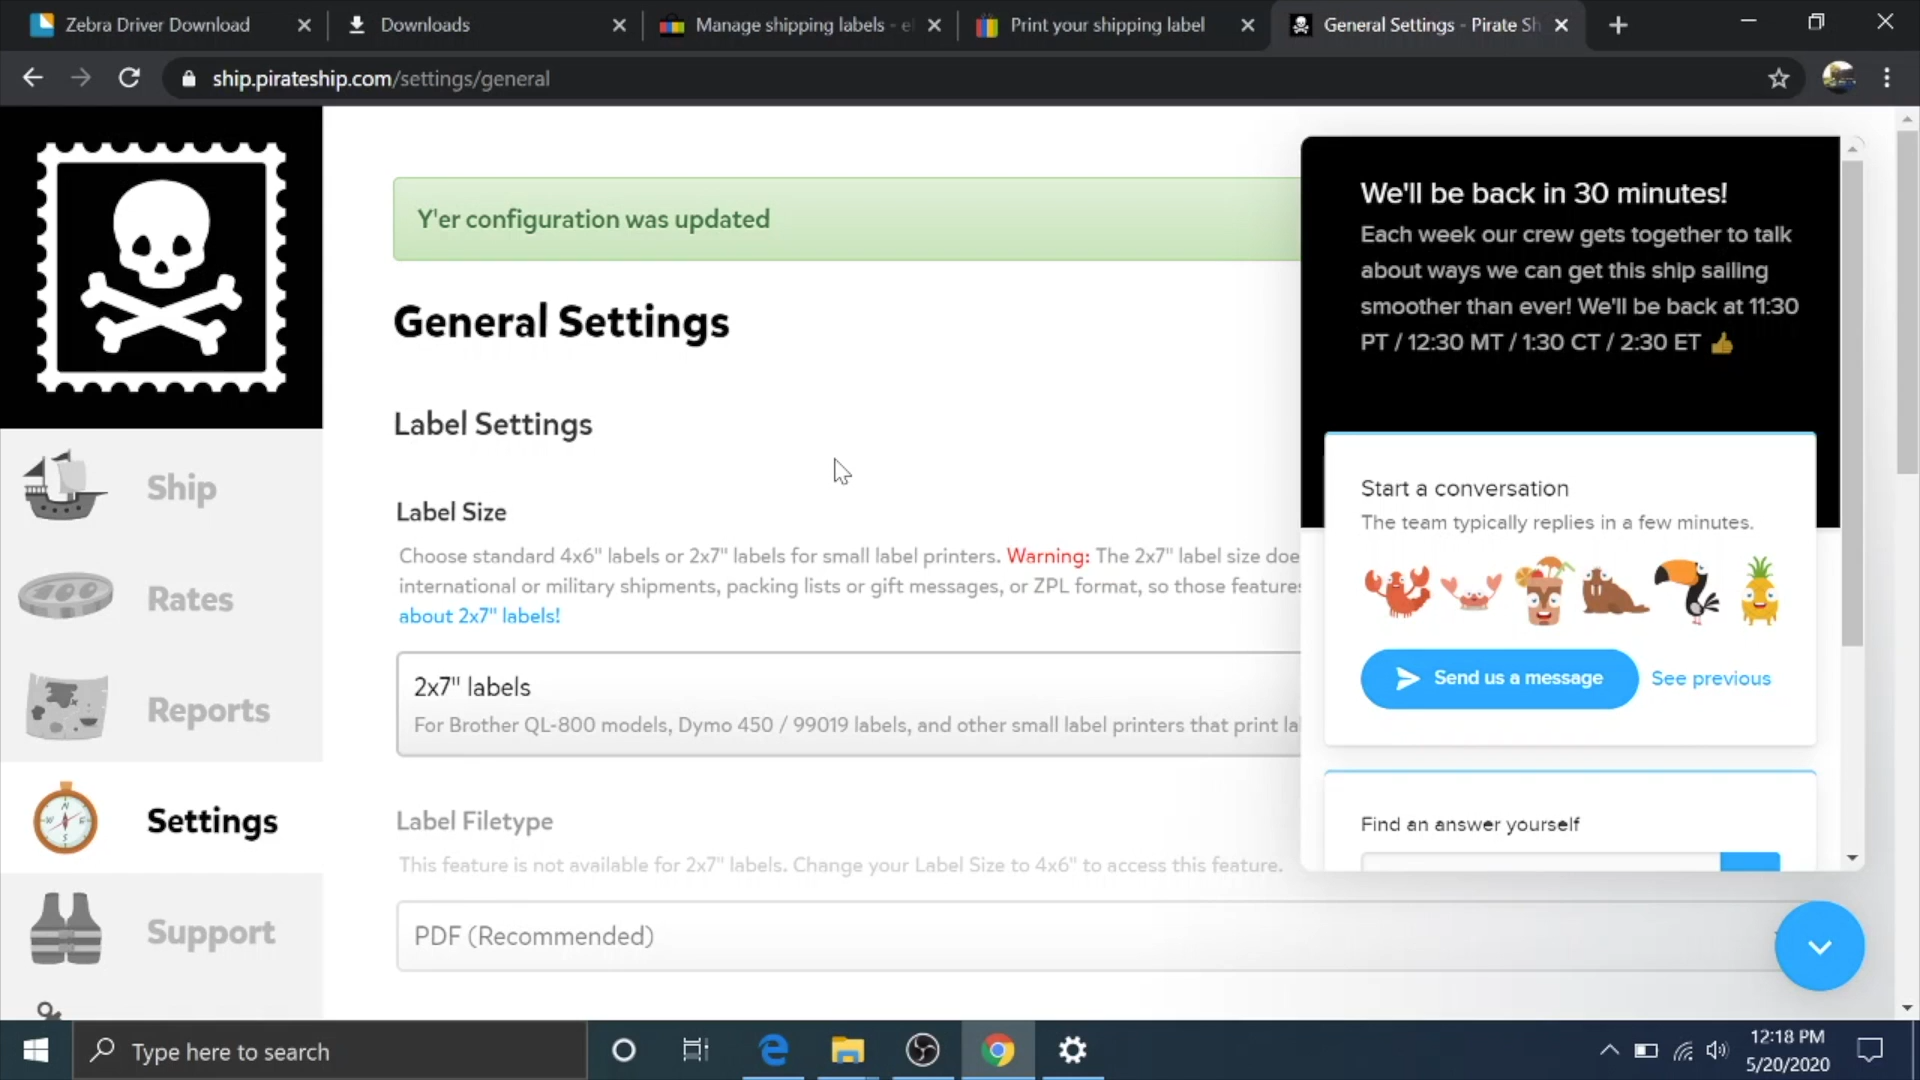 Zebra Driver Download
Downloads
Manage shipping labels - e
Print your shipping label
General Settings - Pirate Sh
ship.pirateship.com/settings/general
Y'er configuration was updated
General Settings
Label Settings
Label Size
Choose standard 4x6" labels or 2x7" labels for small label printers. Warning: The 2x7" label size doe
international or military shipments, packing lists or gift messages, or ZPL format, so those features
about 2x7" labels!
2x7" labels
For Brother QL-800 models, Dymo 450 / 99019 labels, and other small label printers that print la
Label Filetype
This feature is not available for 2x7" labels. Change your Label Size to 4x6" to access this feature.
PDF (Recommended)
Ship
Rates
Reports
Settings
Support
We'll be back in 30 minutes!
Each week our crew gets together to talk
about ways we can get this ship sailing
smoother than ever! We'll be back at 11:30
PT / 12:30 MT / 1:30 CT / 2:30 ET 👍
Start a conversation
The team typically replies in a few minutes.
Send us a message
See previous
Find an answer yourself
Type here to search
12:18 PM
5/20/2020